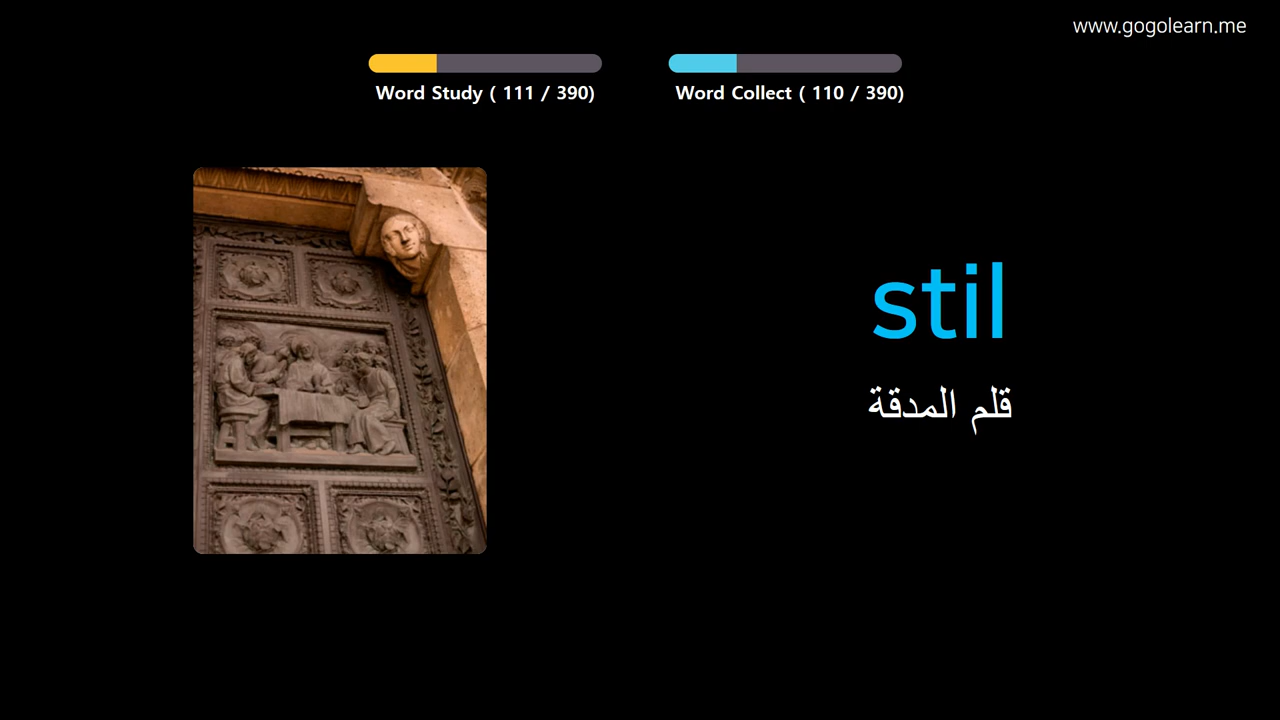 www.gogolearn.me
Word Study ( 111 / 390)
Word Collect ( 110 / 390)
stil
قلم المدقة